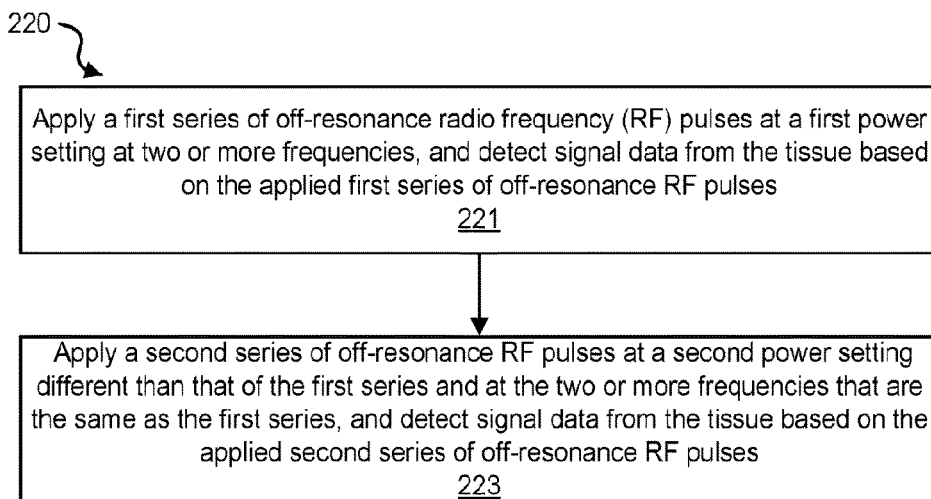 220
Apply a first series of off-resonance radio frequency (RF) pulses at a first power
setting at two or more frequencies, and detect signal data from the tissue based
on the applied first series of off-resonance RF pulses
221
Apply a second series of off-resonance RF pulses at a second power setting
different than that of the first series and at the two or more frequencies that are
the same as the first series, and detect signal data from the tissue based on the
applied second series of off-resonance RF pulses
223